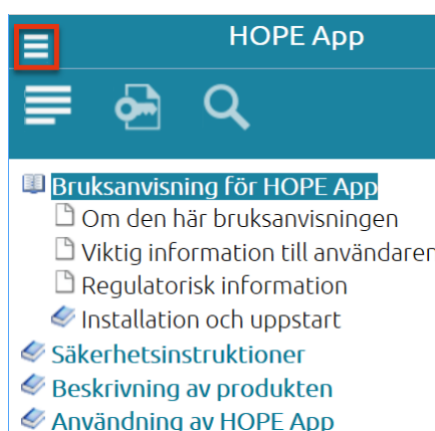 HOPE App
Bruksanvisning för HOPE App
Om den här bruksanvisningen
Viktig information till användaren
Regulatorisk information
Installation och uppstart
Säkerhetsinstruktioner
Beskrivning av produkten
Användning av HOPE App